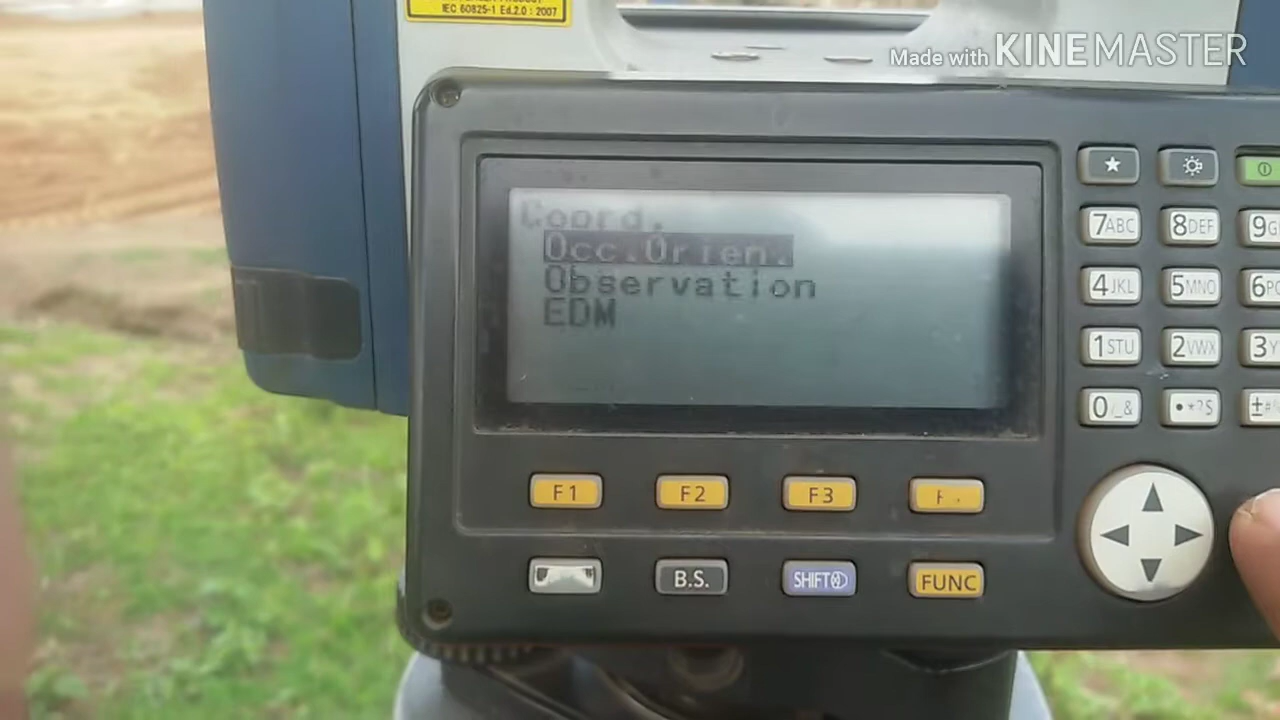 IEC 60825-1 Ed.2.0 : 2007
Made with KINEMASTER
Coord.
Occ.Orien.
Observation
EDM
★
7ABC 8DEF
4JKL 5MNO
1STU 2VWX
0/_& •*?$
F1 F2 F3
B.S. SHIFT FUNC